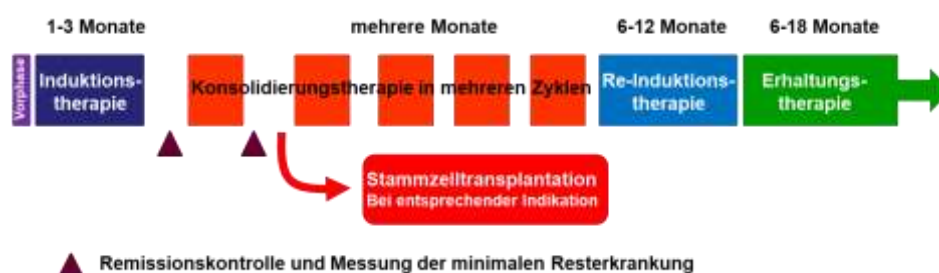 1-3 Monate
mehrere Monate
6-12 Monate
6-18 Monate
Vorphase
Induktions-
therapie
Konsolidierungstherapie in mehreren Zyklen
Re-Induktions-
therapie
Erhaltungs-
therapie
Stammzelltransplantation
Bei entsprechender Indikation
Remissionskontrolle und Messung der minimalen Resterkrankung